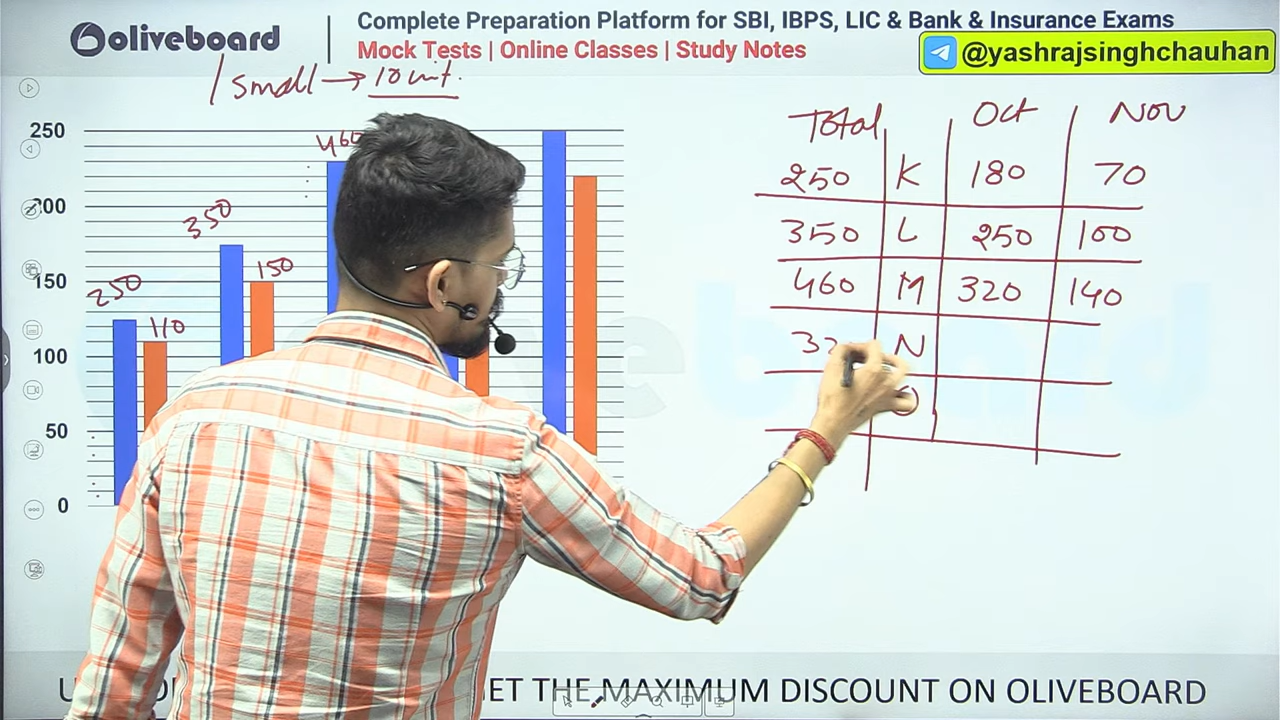 oliveboard
Complete Preparation Platform for SBI, IBPS, LIC & Bank & Insurance Exams
Mock Tests | Online Classes | Study Notes
@yashrajsinghchauhan
1 small → 10 unit.
Total Oct Nov
250 K 180 70
350 L 250 100
460 M 320 140
N
O
250
200
150
100
50
0
250 110
350 150
460
ET THE MAXIMUM DISCOUNT ON OLIVEBOARD